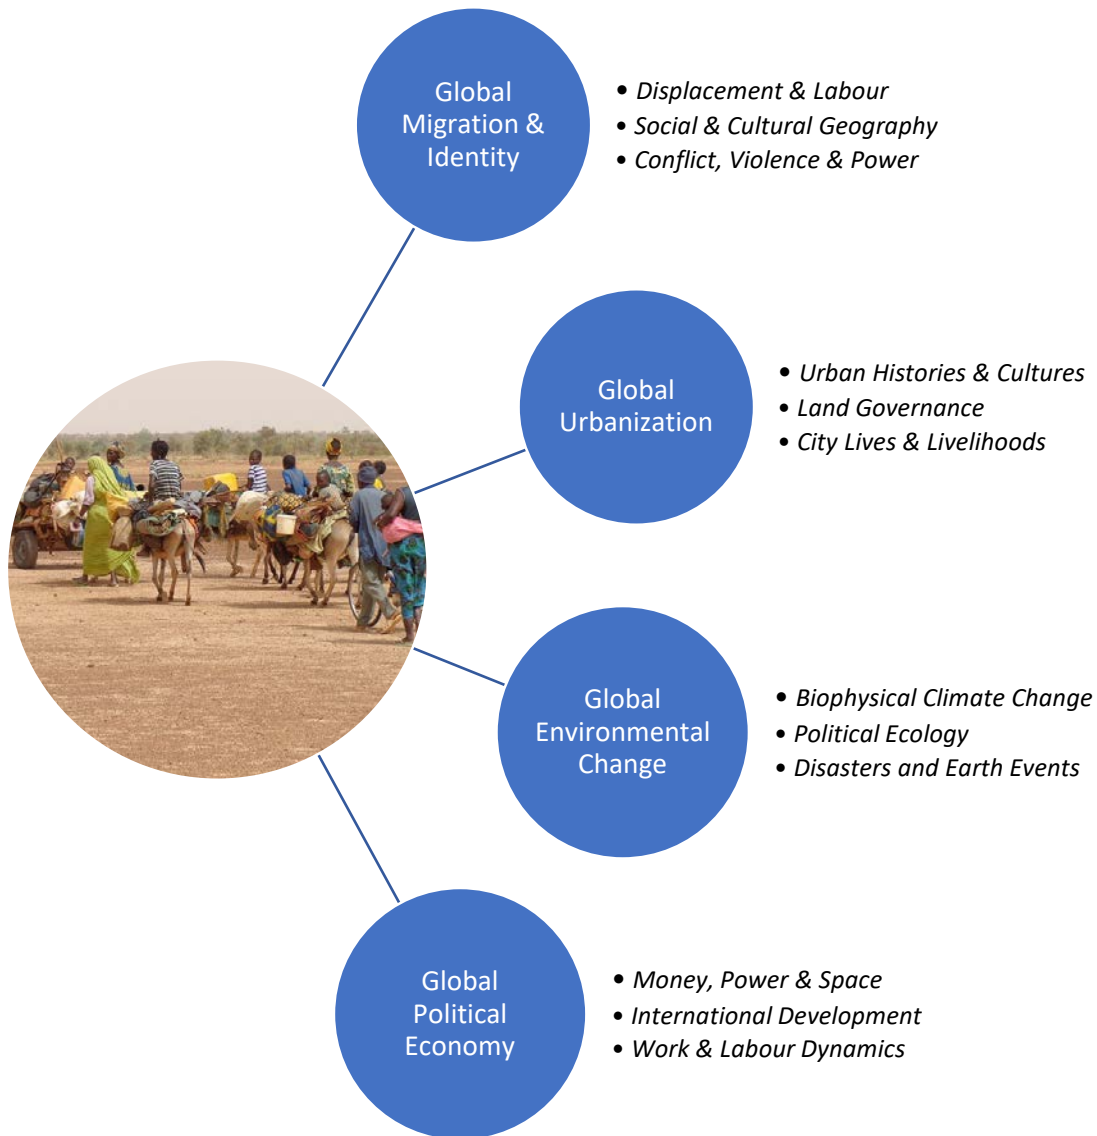 Global
Migration &
Identity
• Displacement & Labour
• Social & Cultural Geography
• Conflict, Violence & Power
Global
Urbanization
• Urban Histories & Cultures
• Land Governance
• City Lives & Livelihoods
Global
Environmental
Change
• Biophysical Climate Change
• Political Ecology
• Disasters and Earth Events
Global
Political
Economy
• Money, Power & Space
• International Development
• Work & Labour Dynamics